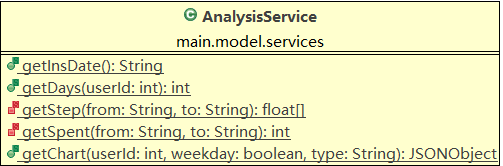 AnalysisService
main.model.services
getInsDate(): String
getDays(userId: int): int
getStep(from: String, to: String): float[]
getSpent(from: String, to: String): int
getChart(userId: int, weekday: boolean, type: String): JSONObject